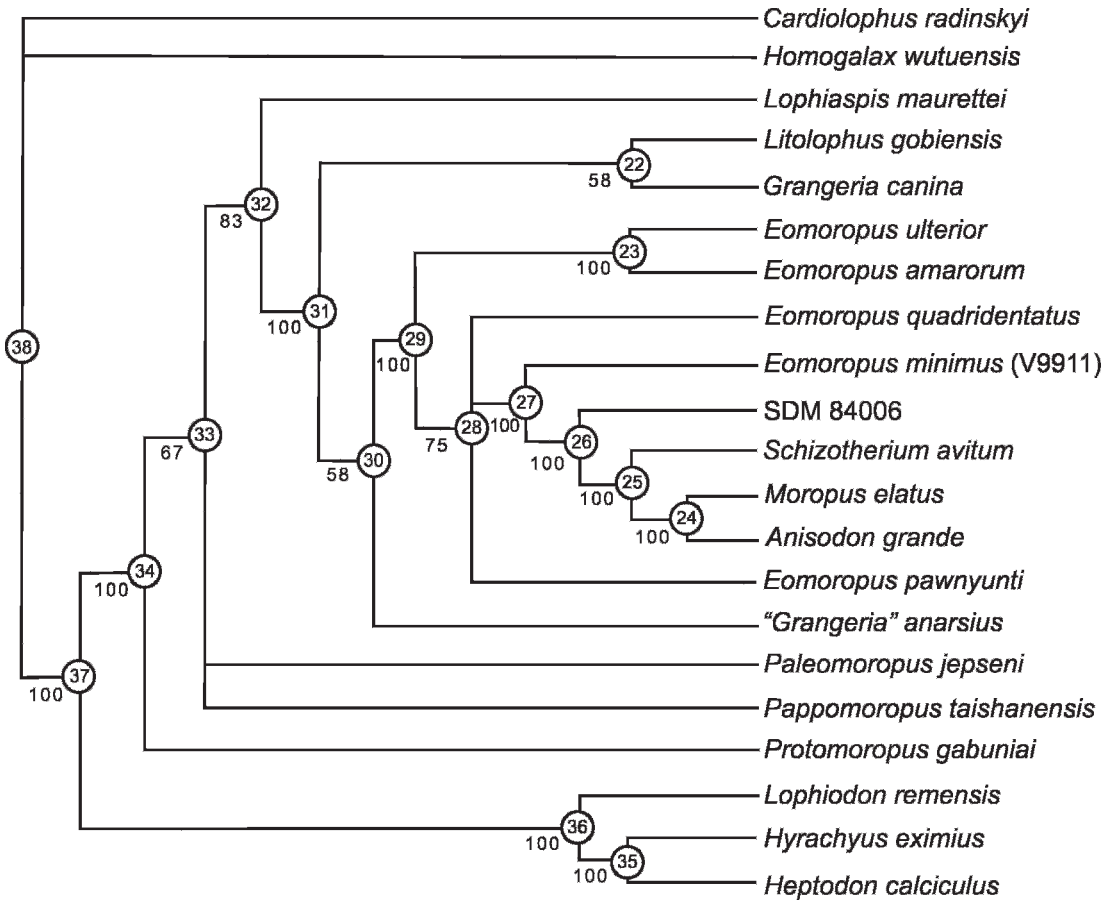 Cardiolophus radinskyi
Homogalax wutuensis
Lophiaspis maurettei
Litolophus gobiensis
22
58
Grangeria canina
32
83
Eomoropus ulterior
23
100
Eomoropus amarorum
31
100
Eomoropus quadridentatus
29
100
38
Eomoropus minimus (V9911)
27
100
SDM 84006
28
75
33
67
26
100
Schizotherium avitum
30
58
25
100
Moropus elatus
24
100
Anisodon grande
34
100
Eomoropus pawnyunti
“Grangeria” anarsius
Paleomoropus jepseni
37
100
Pappomoropus taishanensis
Protomoropus gabuniai
Lophiodon remensis
36
100
Hyrachyus eximius
35
100
Heptodon calciculus